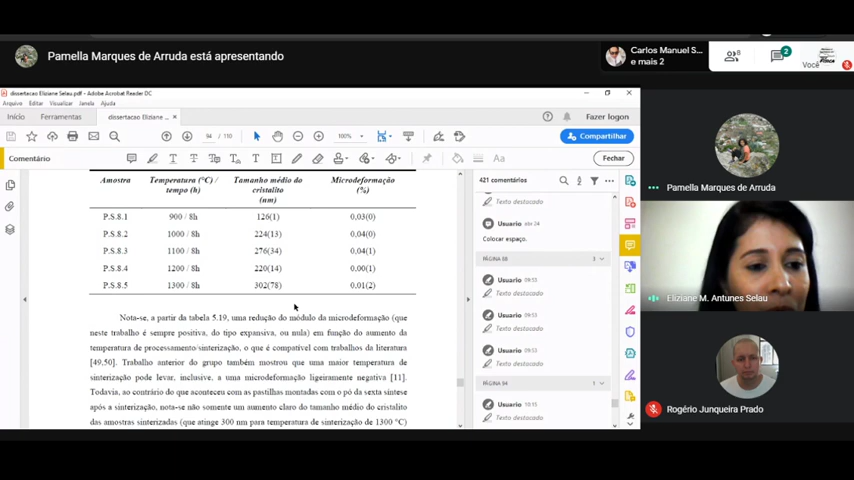 Pamella Marques de Arruda está apresentando
Carlos Manuel S...
e mais 2
8
2
Você
dissertacao Eliziane Selau.pdf - Adobe Acrobat Reader DC
Arquivo Editar Visualizar Janela Ajuda
Início Ferramentas dissertacao Eliziane ... × Fazer logon
94 / 110 100% Compartilhar
Comentário Aa Fechar
Amostra Temperatura (°C) / tempo (h) Tamanho médio do cristalito (nm) Microdeformação (%)
P.S.8.1 900 / 8h 126(1) 0,03(0)
P.S.8.2 1000 / 8h 224(13) 0,04(0)
P.S.8.3 1100 / 8h 276(34) 0,04(1)
P.S.8.4 1200 / 8h 220(14) 0,00(1)
P.S.8.5 1300 / 8h 302(78) 0,01(2)
Nota-se, a partir da tabela 5.19, uma redução do módulo da microdeformação (que
neste trabalho é sempre positiva, do tipo expansiva, ou nula) em função do aumento da
temperatura de processamento/sinterização, o que é compatível com trabalhos da literatura
[49,50]. Trabalho anterior do grupo também mostrou que uma maior temperatura de
sinterização pode levar, inclusive, a uma microdeformação ligeiramente negativa [11].
Todavia, ao contrário do que aconteceu com as pastilhas montadas com o pó da sexta síntese
após a sinterização, nota-se não somente um aumento claro do tamanho médio do cristalito
das amostras sinterizadas (que atinge 300 nm para temperatura de sinterização de 1300 °C)
421 comentários
Texto destacado
Usuario abr 24
Colocar espaço.
PÁGINA 88 3
Usuario 09:53
Texto destacado
Usuario 09:53
Texto destacado
Usuario 09:53
Texto destacado
PÁGINA 94 1
Usuario 10:15
Texto destacado
Pamella Marques de Arruda
Eliziane M. Antunes Selau
Rogério Junqueira Prado